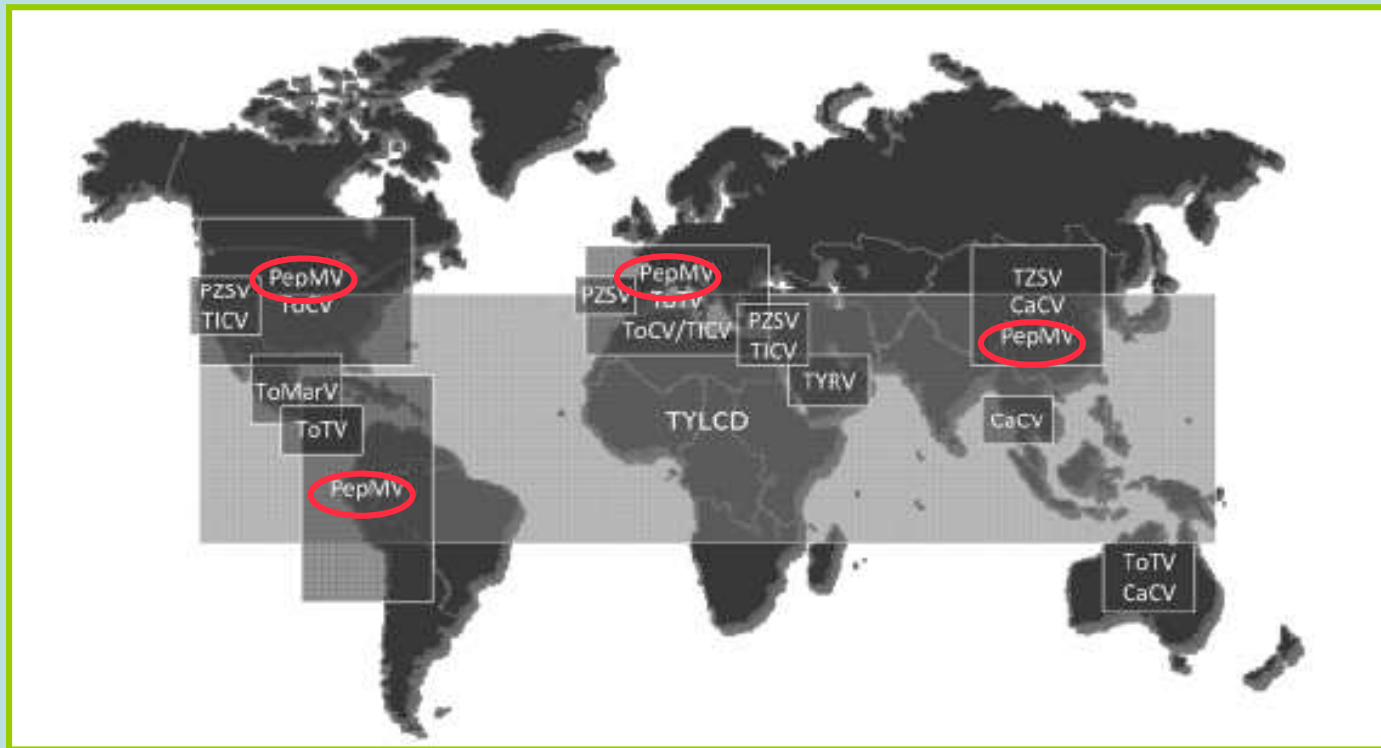 PepMV
ToCV
PZSV
TICV
ToMarV
ToTV
PepMV
PepMV
ToTV
ToCV/TICV
PZSV
PZSV
TICV
TYRV
TYLCD
TZSV
CaCV
PepMV
CaCV
ToTV
CaCV